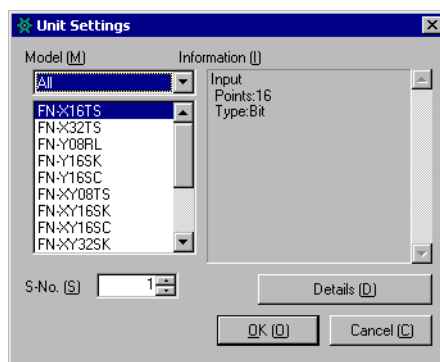 Unit Settings
Model (M)
Information (I)
All
FN-X16TS
FN-X32TS
FN-Y08RL
FN-Y16SK
FN-Y16SC
FN-XY08TS
FN-XY16SK
FN-XY16SC
FN-XY32SK
Input
Points:16
Type:Bit
S-No. (S)
1
Details (D)
OK (O)
Cancel (C)